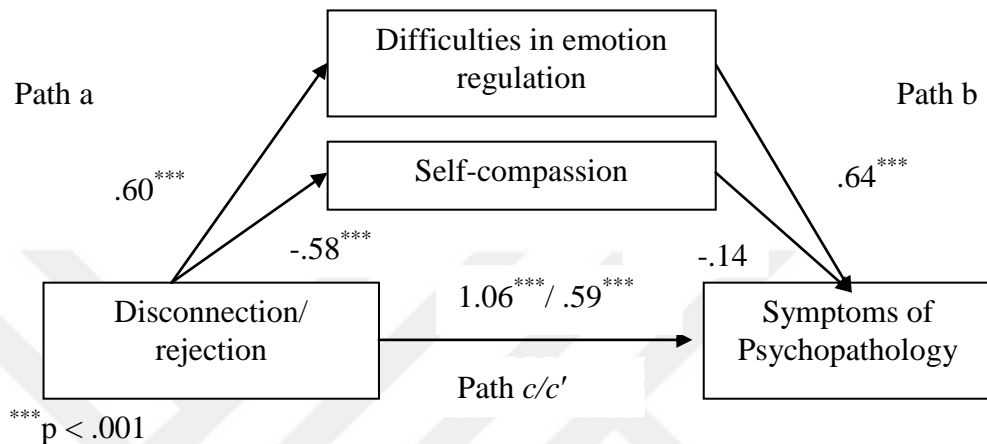 Difficulties in emotion
regulation
Path a
Path b
Self-compassion
.60***
.64***
-.58***
-.14
1.06***/ .59***
Disconnection/
rejection
Symptoms of
Psychopathology
Path c/c'
***p < .001